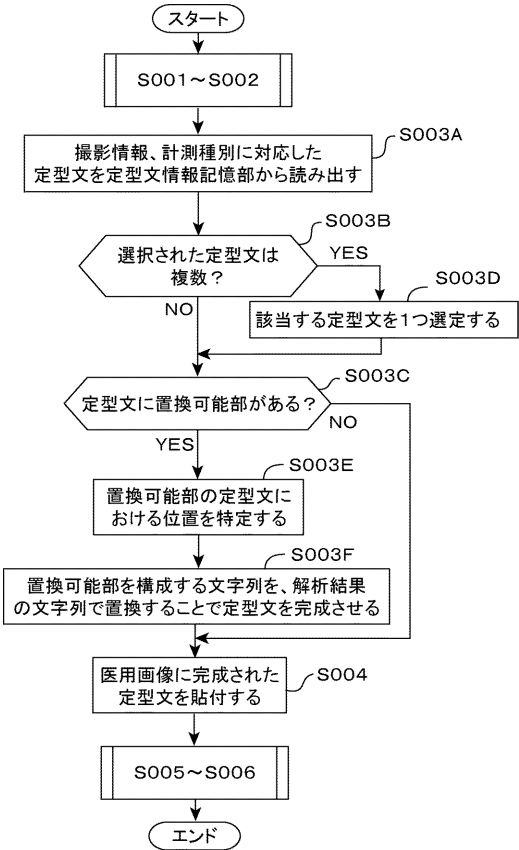 スタート
S001～S002
S003A
撮影情報、計測種別に対応した
定型文を定型文情報記憶部から読み出す
S003B
選択された定型文は
複数？
YES
NO
S003D
該当する定型文を1つ選定する
S003C
定型文に置換可能部がある？
NO
YES
S003E
置換可能部の定型文に
おける位置を特定する
S003F
置換可能部を構成する文字列を、解析結果
の文字列で置換することで定型文を完成させる
S004
医用画像に完成された
定型文を貼付する
S005～S006
エンド